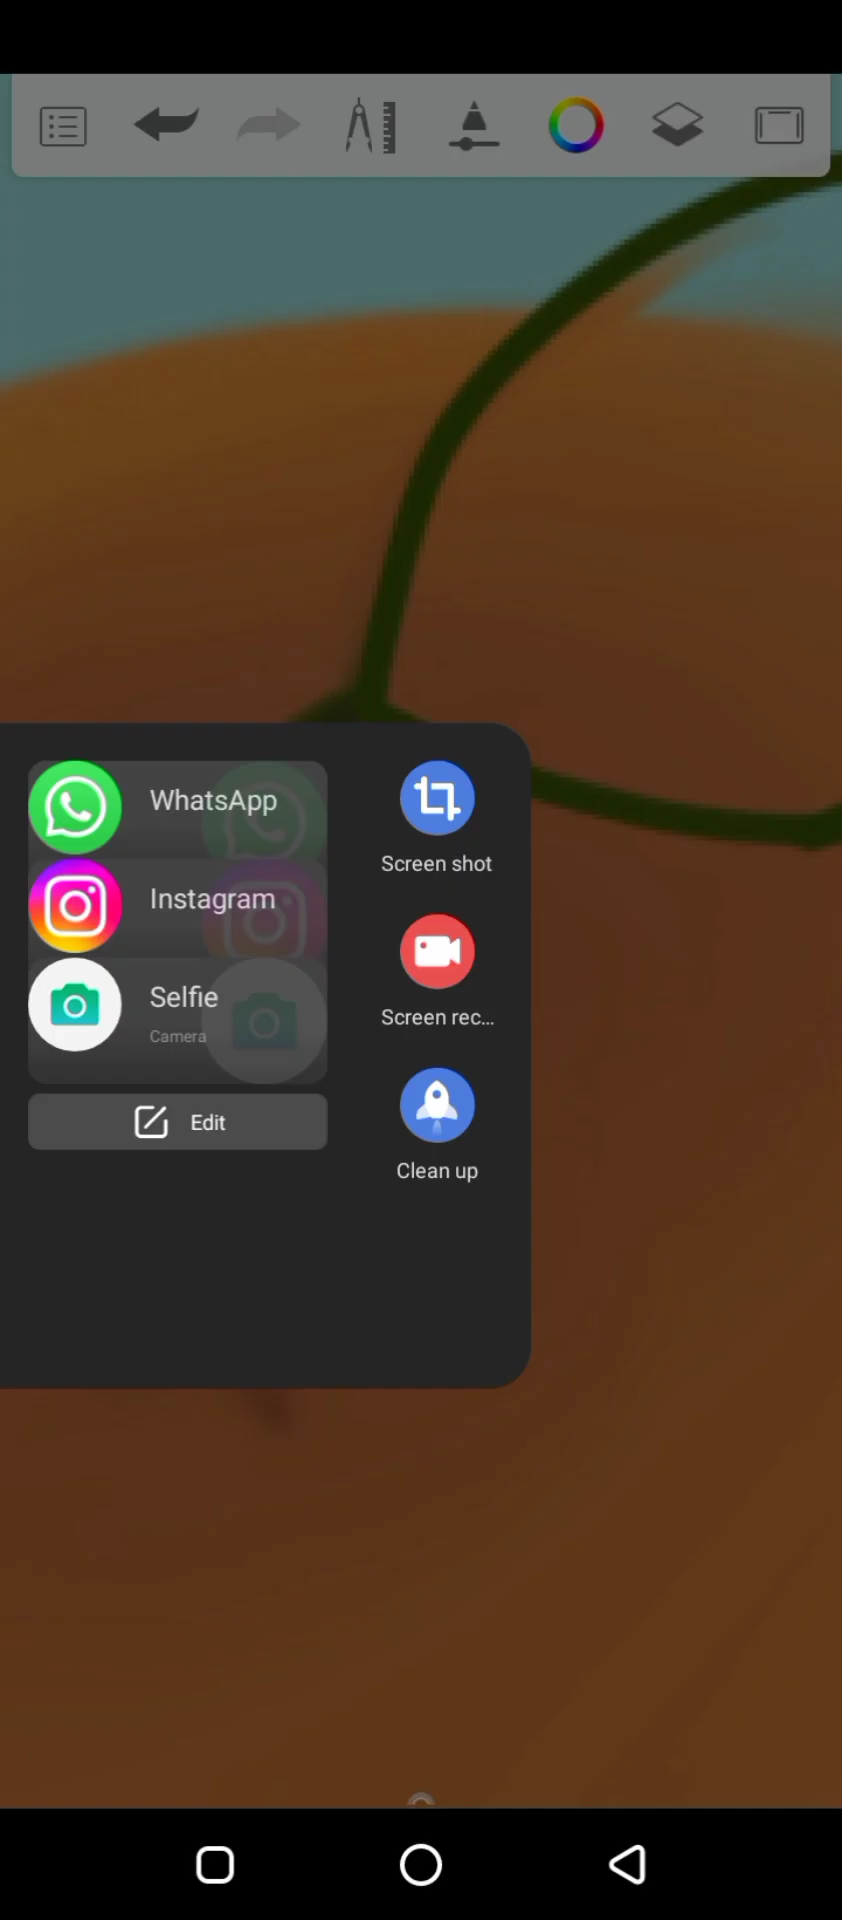 WhatsApp
Instagram
Selfie
Camera
Edit
Screen shot
Screen rec...
Clean up